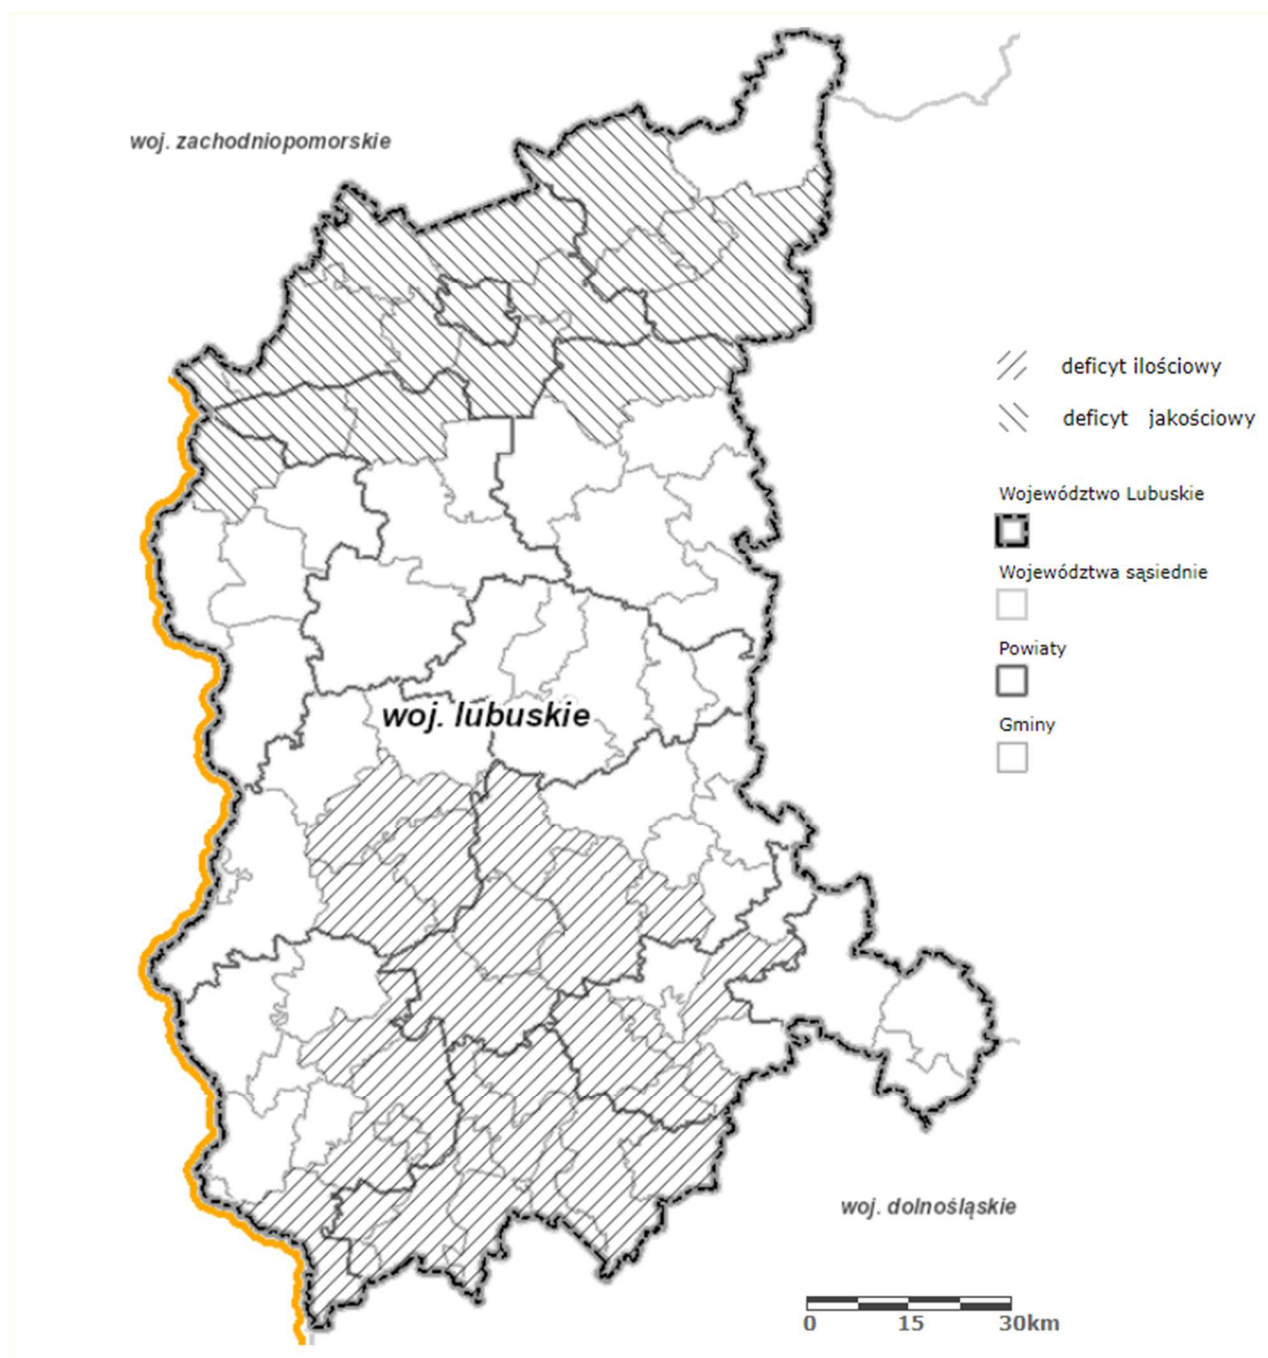 woj. zachodniopomorskie
deficyt ilościowy
deficyt jakościowy
Województwo Lubuskie
Województwa sąsiednie
Powiaty
woj. lubuskie
Gminy
woj. dolnośląskie
0 15 30km